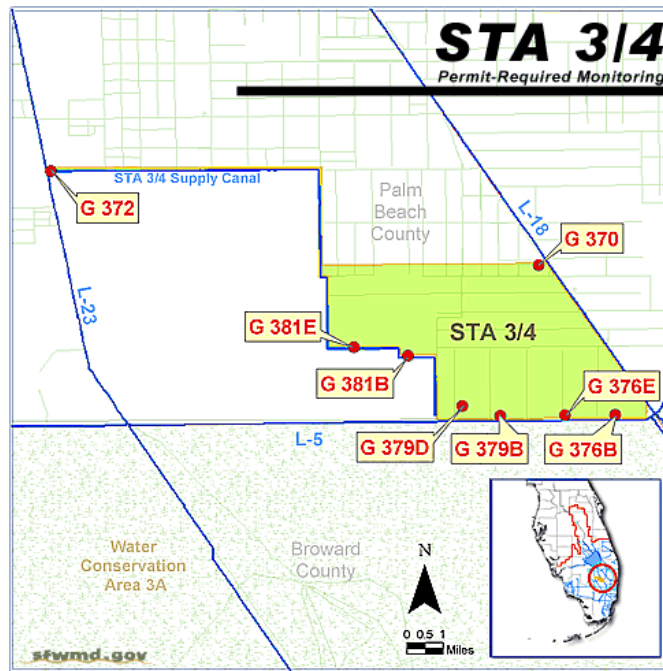 STA 3/4
Permit-Required Monitoring
STA 3/4 Supply Canal
G 372
Palm
Beach
County
L-18
G 370
L-23
G 381E
STA 3/4
G 381B
G 376E
L-5
G 379D
G 379B
G 376B
Water
Conservation
Area 3A
Broward
County
N
0 0.5 1
Miles
sfwmd.gov